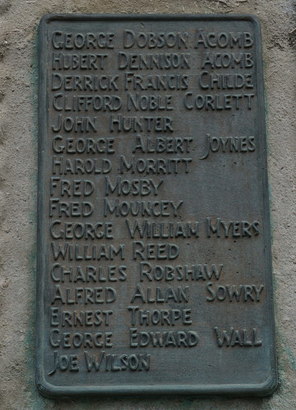 GEORGE DOBSON ACOMB
HUBERT DENNISON ACOMB
DERRICK FRANCIS CHILDE
CLIFFORD NOBLE CORLETT
JOHN HUNTER
GEORGE ALBERT JOYNES
HAROLD MORRITT
FRED MOSBY
FRED MOUNCEY
GEORGE WILLIAM MYERS
WILLIAM REED
CHARLES ROBSHAW
ALFRED ALLAN SOWRY
ERNEST THORPE
GEORGE EDWARD WALL
JOE WILSON